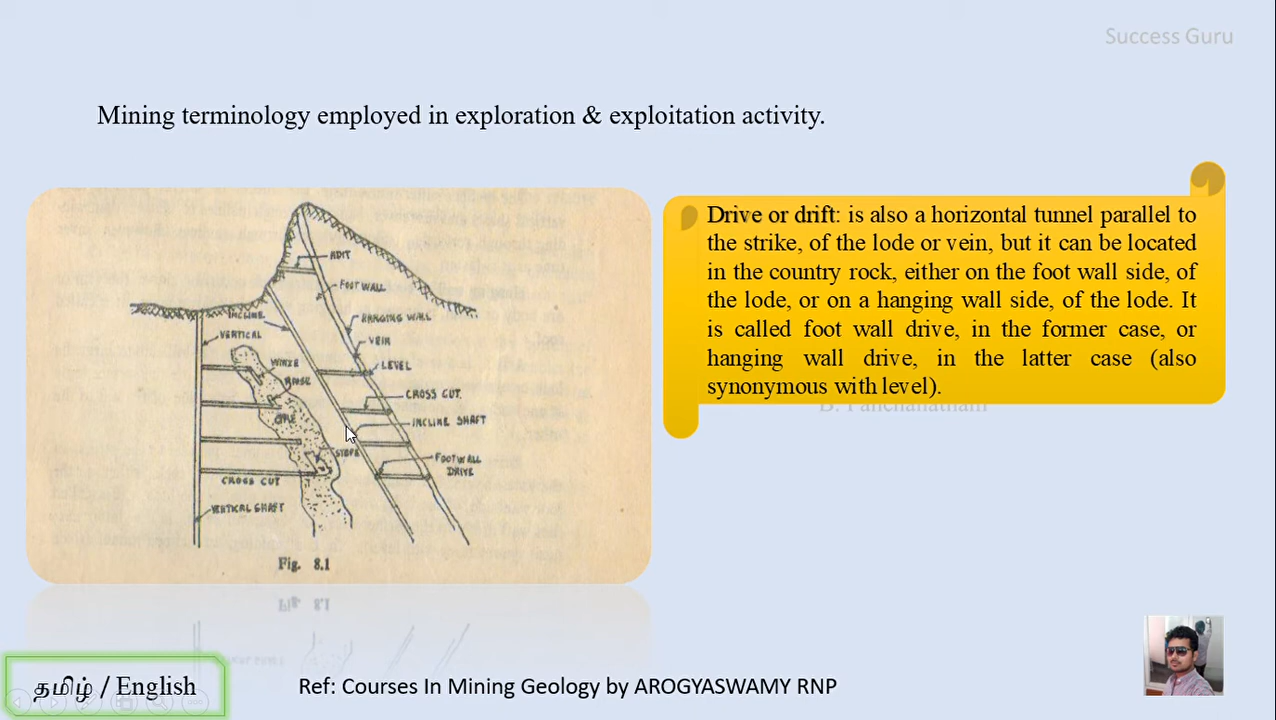 Success Guru
Mining terminology employed in exploration & exploitation activity.
ADIT
FOOT WALL
HANGING WALL
INCLINE
VERTICAL
VEIN
WINZE
LEVEL
RAISE
CROSS CUT.
INCLINE SHAFT
STOPE
FOOTWALL
DRIVE
CROSS CUT
VERTICAL SHAFT
Fig. 8.1
Drive or drift: is also a horizontal tunnel parallel to
the strike, of the lode or vein, but it can be located
in the country rock, either on the foot wall side, of
the lode, or on a hanging wall side, of the lode. It
is called foot wall drive, in the former case, or
hanging wall drive, in the latter case (also
synonymous with level).
B. Panchanatham
தமிழ் / English
Ref: Courses In Mining Geology by AROGYASWAMY RNP